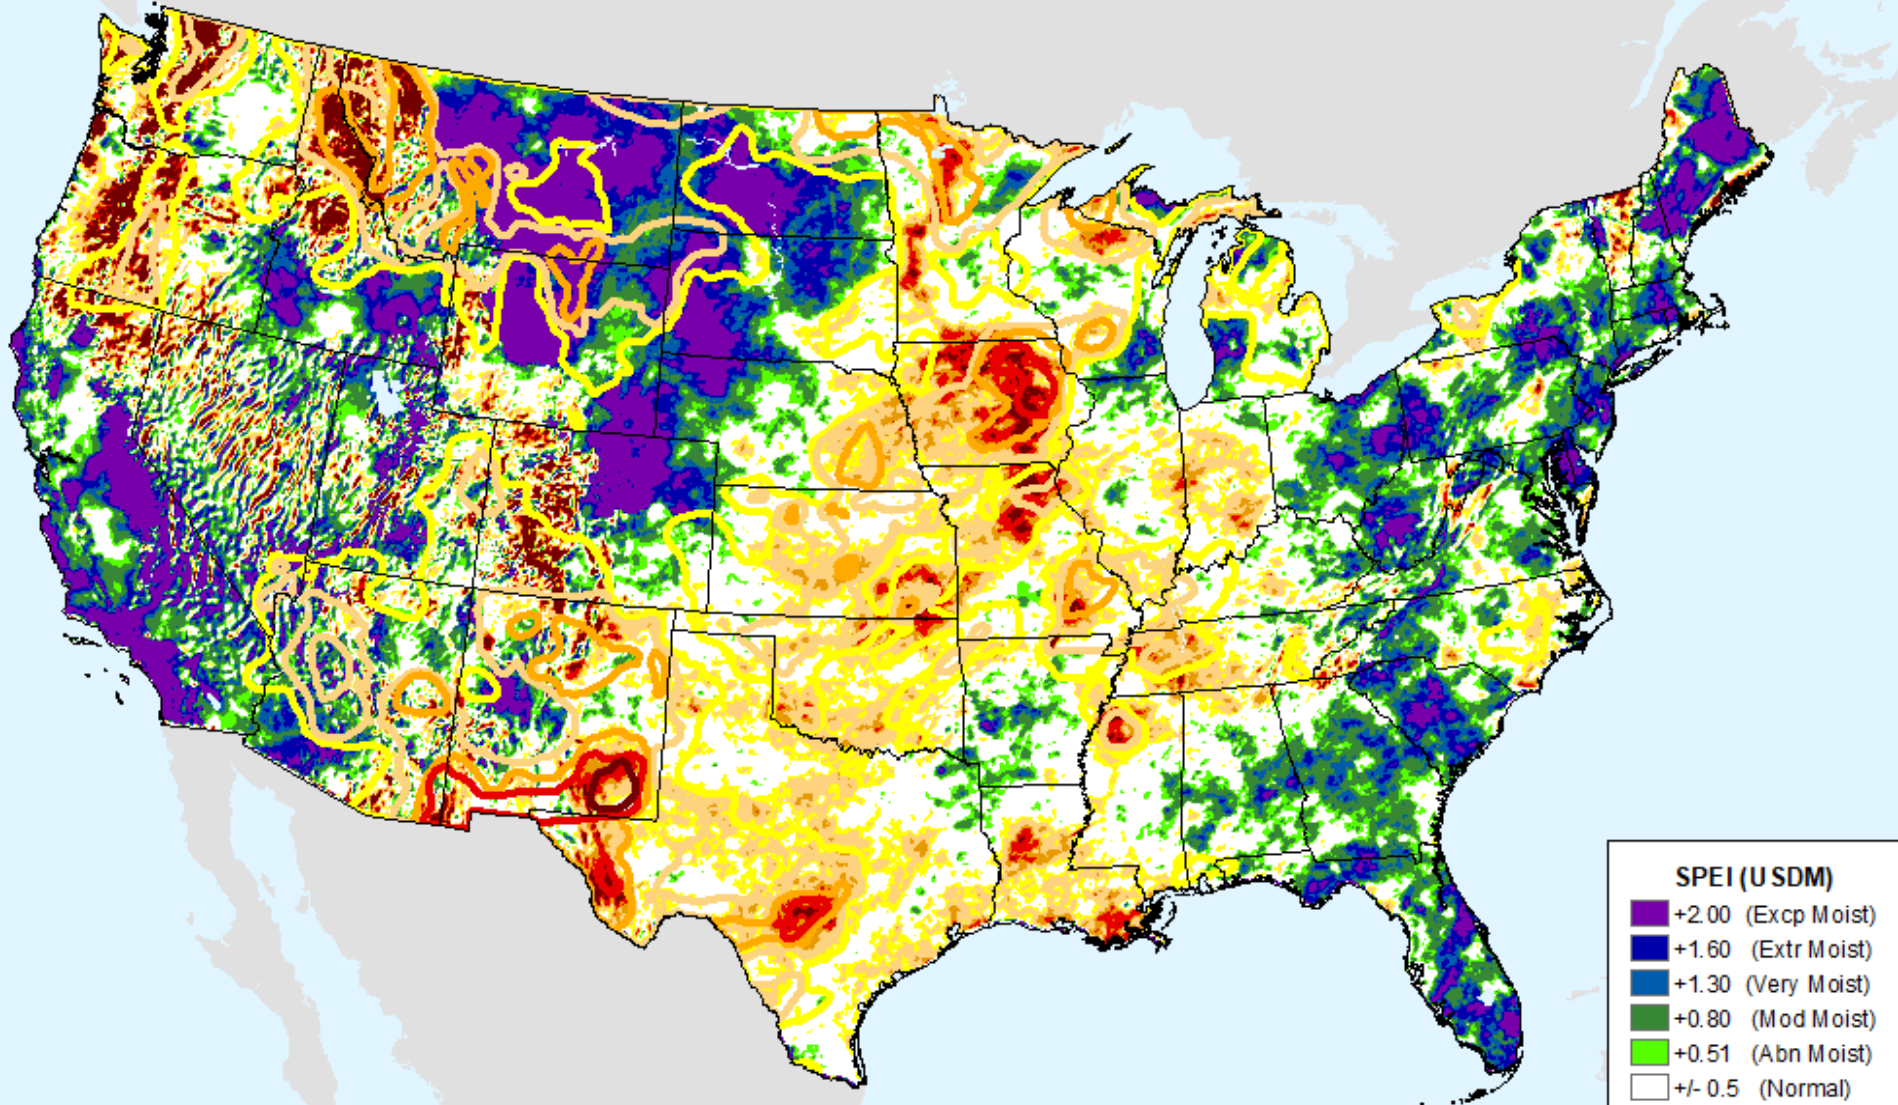 SPEI (USDM)
+2.00 (Excp Moist)
+1.60 (Extr Moist)
+1.30 (Very Moist)
+0.80 (Mod Moist)
+0.51 (Abn Moist)
+/- 0.5 (Normal)